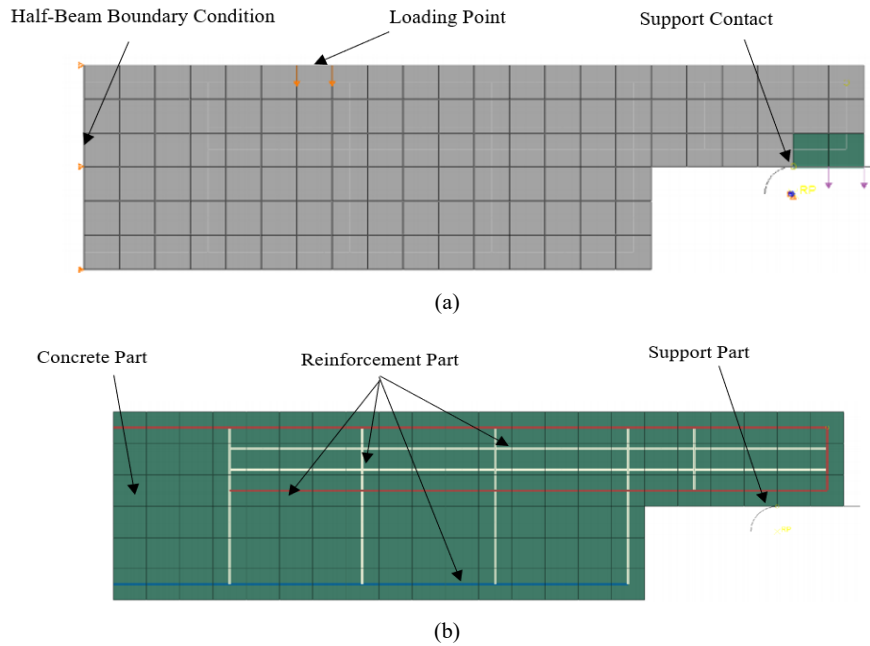 Half-Beam Boundary Condition
Loading Point
Support Contact
(a)
Concrete Part
Reinforcement Part
Support Part
(b)